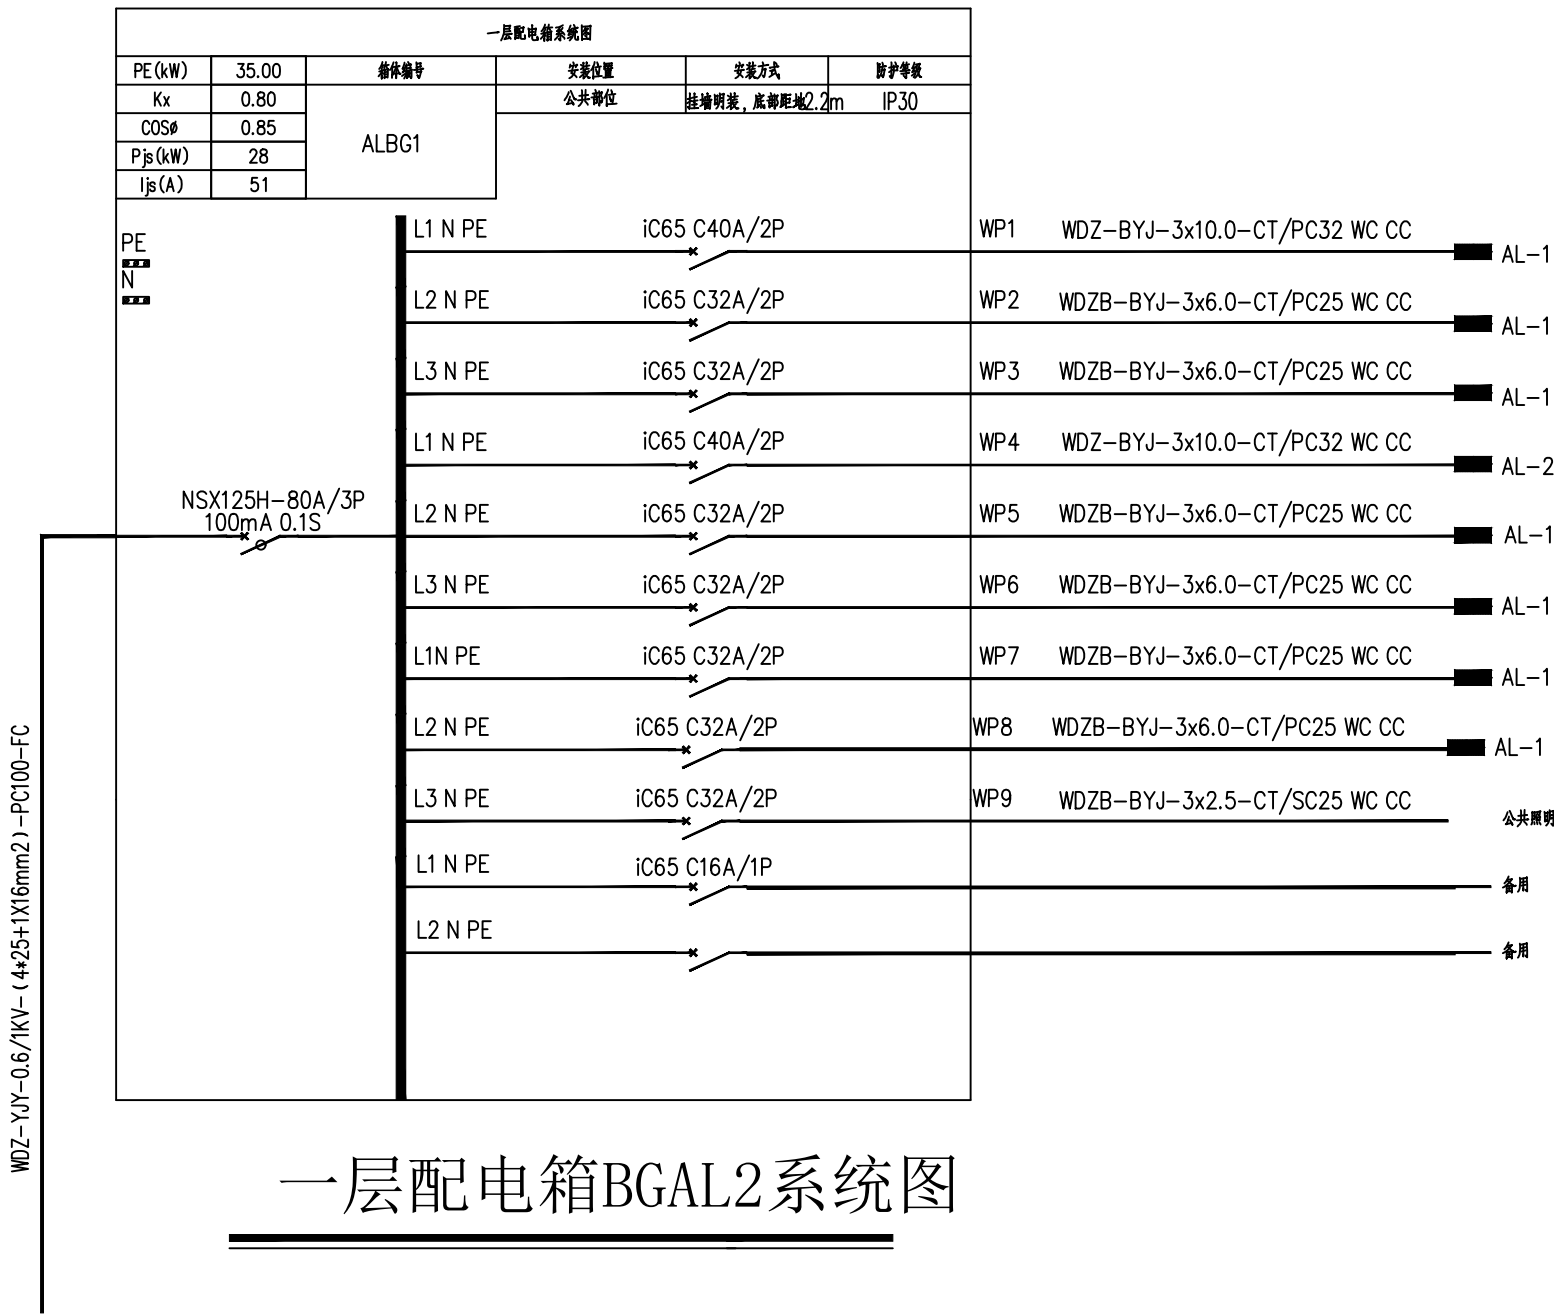 一层配电箱系统图
PE(kW) 35.00 箱体编号 安装位置 安装方式 防护等级
Kx 0.80 ALBG1 公共部位 挂墙明装，底部距地2.2m IP30
COSø 0.85
Pjs(kW) 28
Ijs(A) 51
PE
N
L1 N PE iC65 C40A/2P WP1 WDZ-BYJ-3x10.0-CT/PC32 WC CC AL-1
L2 N PE iC65 C32A/2P WP2 WDZB-BYJ-3x6.0-CT/PC25 WC CC AL-1
L3 N PE iC65 C32A/2P WP3 WDZB-BYJ-3x6.0-CT/PC25 WC CC AL-1
L1 N PE iC65 C40A/2P WP4 WDZ-BYJ-3x10.0-CT/PC32 WC CC AL-2
NSX125H-80A/3P
100mA 0.1S
L2 N PE iC65 C32A/2P WP5 WDZB-BYJ-3x6.0-CT/PC25 WC CC AL-1
L3 N PE iC65 C32A/2P WP6 WDZB-BYJ-3x6.0-CT/PC25 WC CC AL-1
L1N PE iC65 C32A/2P WP7 WDZB-BYJ-3x6.0-CT/PC25 WC CC AL-1
L2 N PE iC65 C32A/2P WP8 WDZB-BYJ-3x6.0-CT/PC25 WC CC AL-1
L3 N PE iC65 C32A/2P WP9 WDZB-BYJ-3x2.5-CT/SC25 WC CC 公共照明
L1 N PE iC65 C16A/1P 备用
L2 N PE 备用
WDZ-YJY-0.6/1KV-(4*25+1X16mm2)-PC100-FC
一层配电箱BGAL2系统图